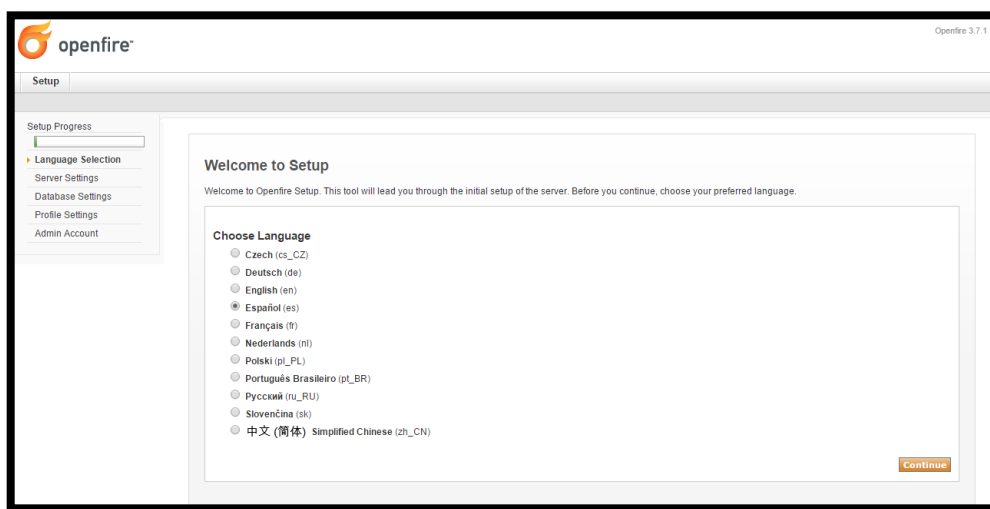 openfire™
Openfire 3.7.1
Setup
Setup Progress
Language Selection
Server Settings
Database Settings
Profile Settings
Admin Account
Welcome to Setup
Welcome to Openfire Setup. This tool will lead you through the initial setup of the server. Before you continue, choose your preferred language.
Choose Language
Czech (cs_CZ)
Deutsch (de)
English (en)
Español (es)
Français (fr)
Nederlands (nl)
Polski (pl_PL)
Português Brasileiro (pt_BR)
Русский (ru_RU)
Slovenčina (sk)
中文 (简体) Simplified Chinese (zh_CN)
Continue